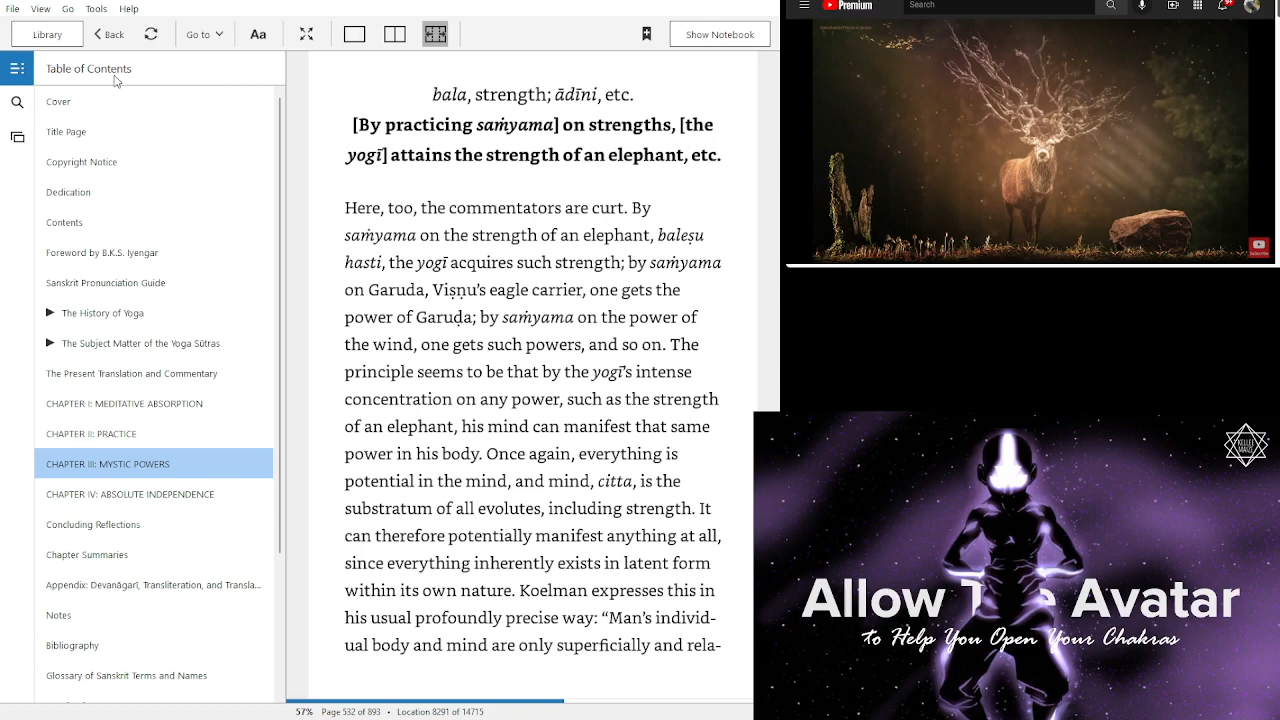 File
View
Go
Tools
Help
Library
Back
Go to
Aa
Show Notebook
Table of Contents
Cover
Title Page
Copyright Notice
Dedication
Contents
Foreword by B.K.S. Iyengar
Sanskrit Pronunciation Guide
The History of Yoga
The Subject Matter of the Yoga Sūtras
The Present Translation and Commentary
CHAPTER I: MEDITATIVE ABSORPTION
CHAPTER II: PRACTICE
CHAPTER III: MYSTIC POWERS
CHAPTER IV: ABSOLUTE INDEPENDENCE
Concluding Reflections
Chapter Summaries
Appendix: Devanāgarī, Transliteration, and Transla...
Notes
Bibliography
Glossary of Sanskrit Terms and Names
bala, strength; ādīni, etc.
[By practicing saṁyama] on strengths, [the
yogī] attains the strength of an elephant, etc.
Here, too, the commentators are curt. By
saṁyama on the strength of an elephant, baleṣu
hasti, the yogī acquires such strength; by saṁyama
on Garuda, Viṣṇu’s eagle carrier, one gets the
power of Garuḍa; by saṁyama on the power of
the wind, one gets such powers, and so on. The
principle seems to be that by the yogī’s intense
concentration on any power, such as the strength
of an elephant, his mind can manifest that same
power in his body. Once again, everything is
potential in the mind, and mind, citta, is the
substratum of all evolutes, including strength. It
can therefore potentially manifest anything at all,
since everything inherently exists in latent form
within its own nature. Koelman expresses this in
his usual profoundly precise way: “Man’s individ-
ual body and mind are only superficially and rela-
57% Page 532 of 893 • Location 8291 of 14715
Premium
Search
9+
Subscribe
Allow T e Avatar
to Help You Open Your Chakras